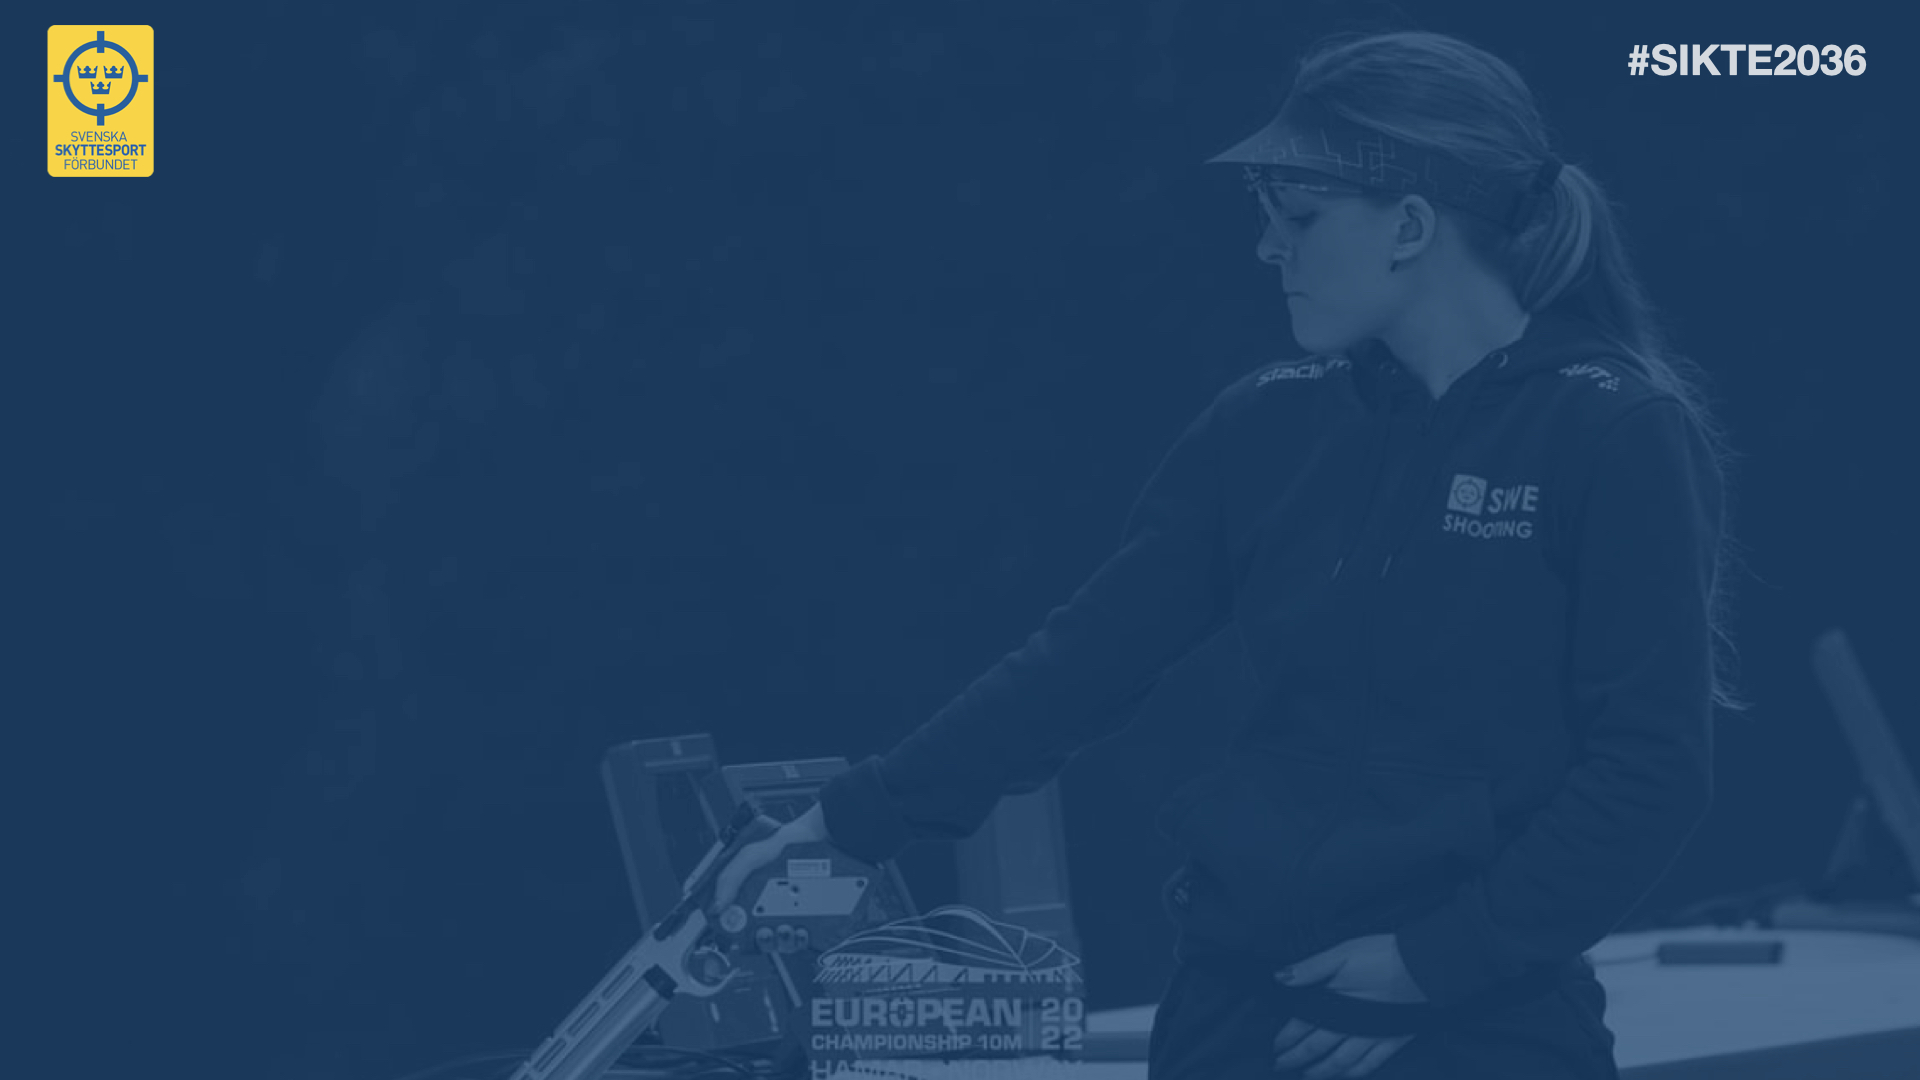 SVENSKA
SKYTTESPORT
FÖRBUNDET
#SIKTE2036
SWE
SHOOTING
EUROPEAN 20
CHAMPIONSHIP 10M 22